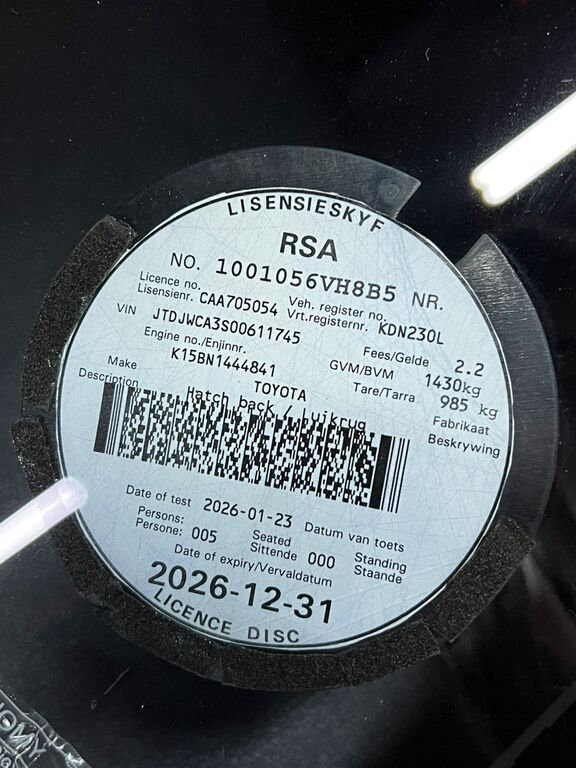 LISENSIESKYF
RSA
NO. 1001056VH8B5 NR.
Licence no. Veh. register no.
Lisensienr. CAA705054 Vrt.registernr. KDN230L
VIN JTDJWCA3S00611745 Fees/Gelde 2.2
Engine no./Enjinnr. GVM/BVM 1430kg
K15BN1444841 Tare/Tarra 985 kg
Make TOYOTA Fabrikaat
Description Hatch back / Luikrug Beskrywing
Date of test 2026-01-23 Datum van toets
Persons: Seated Standing
Persone: 005 Sittende 000 Staande
Date of expiry/Vervaldatum
2026-12-31
LICENCE DISC